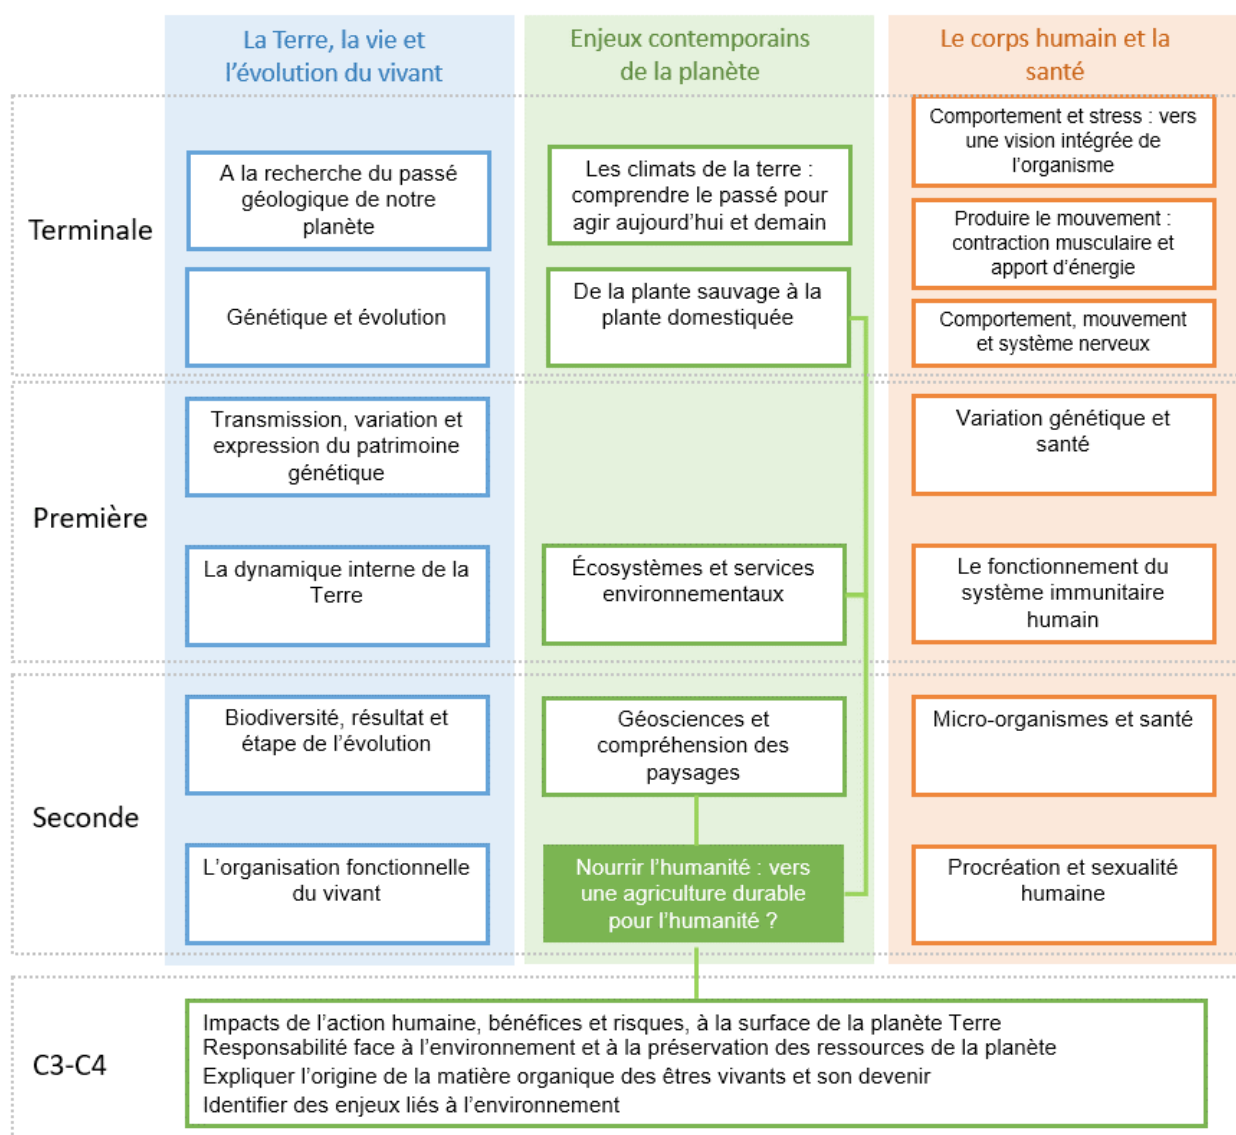 La Terre, la vie et
l'évolution du vivant
Enjeux contemporains
de la planète
Le corps humain et la
santé
Terminale
A la recherche du passé
géologique de notre
planète
Génétique et évolution
Les climats de la terre :
comprendre le passé pour
agir aujourd'hui et demain
De la plante sauvage à la
plante domestiquée
Comportement et stress : vers
une vision intégrée de
l'organisme
Produire le mouvement :
contraction musculaire et
apport d'énergie
Comportement, mouvement
et système nerveux
Première
Transmission, variation et
expression du patrimoine
génétique
La dynamique interne de la
Terre
Écosystèmes et services
environnementaux
Variation génétique et
santé
Le fonctionnement du
système immunitaire
humain
Seconde
Biodiversité, résultat et
étape de l'évolution
L'organisation fonctionnelle
du vivant
Géosciences et
compréhension des
paysages
Nourrir l'humanité : vers
une agriculture durable
pour l'humanité ?
Micro-organismes et santé
Procréation et sexualité
humaine
C3-C4
Impacts de l'action humaine, bénéfices et risques, à la surface de la planète Terre
Responsabilité face à l'environnement et à la préservation des ressources de la planète
Expliquer l'origine de la matière organique des êtres vivants et son devenir
Identifier des enjeux liés à l'environnement